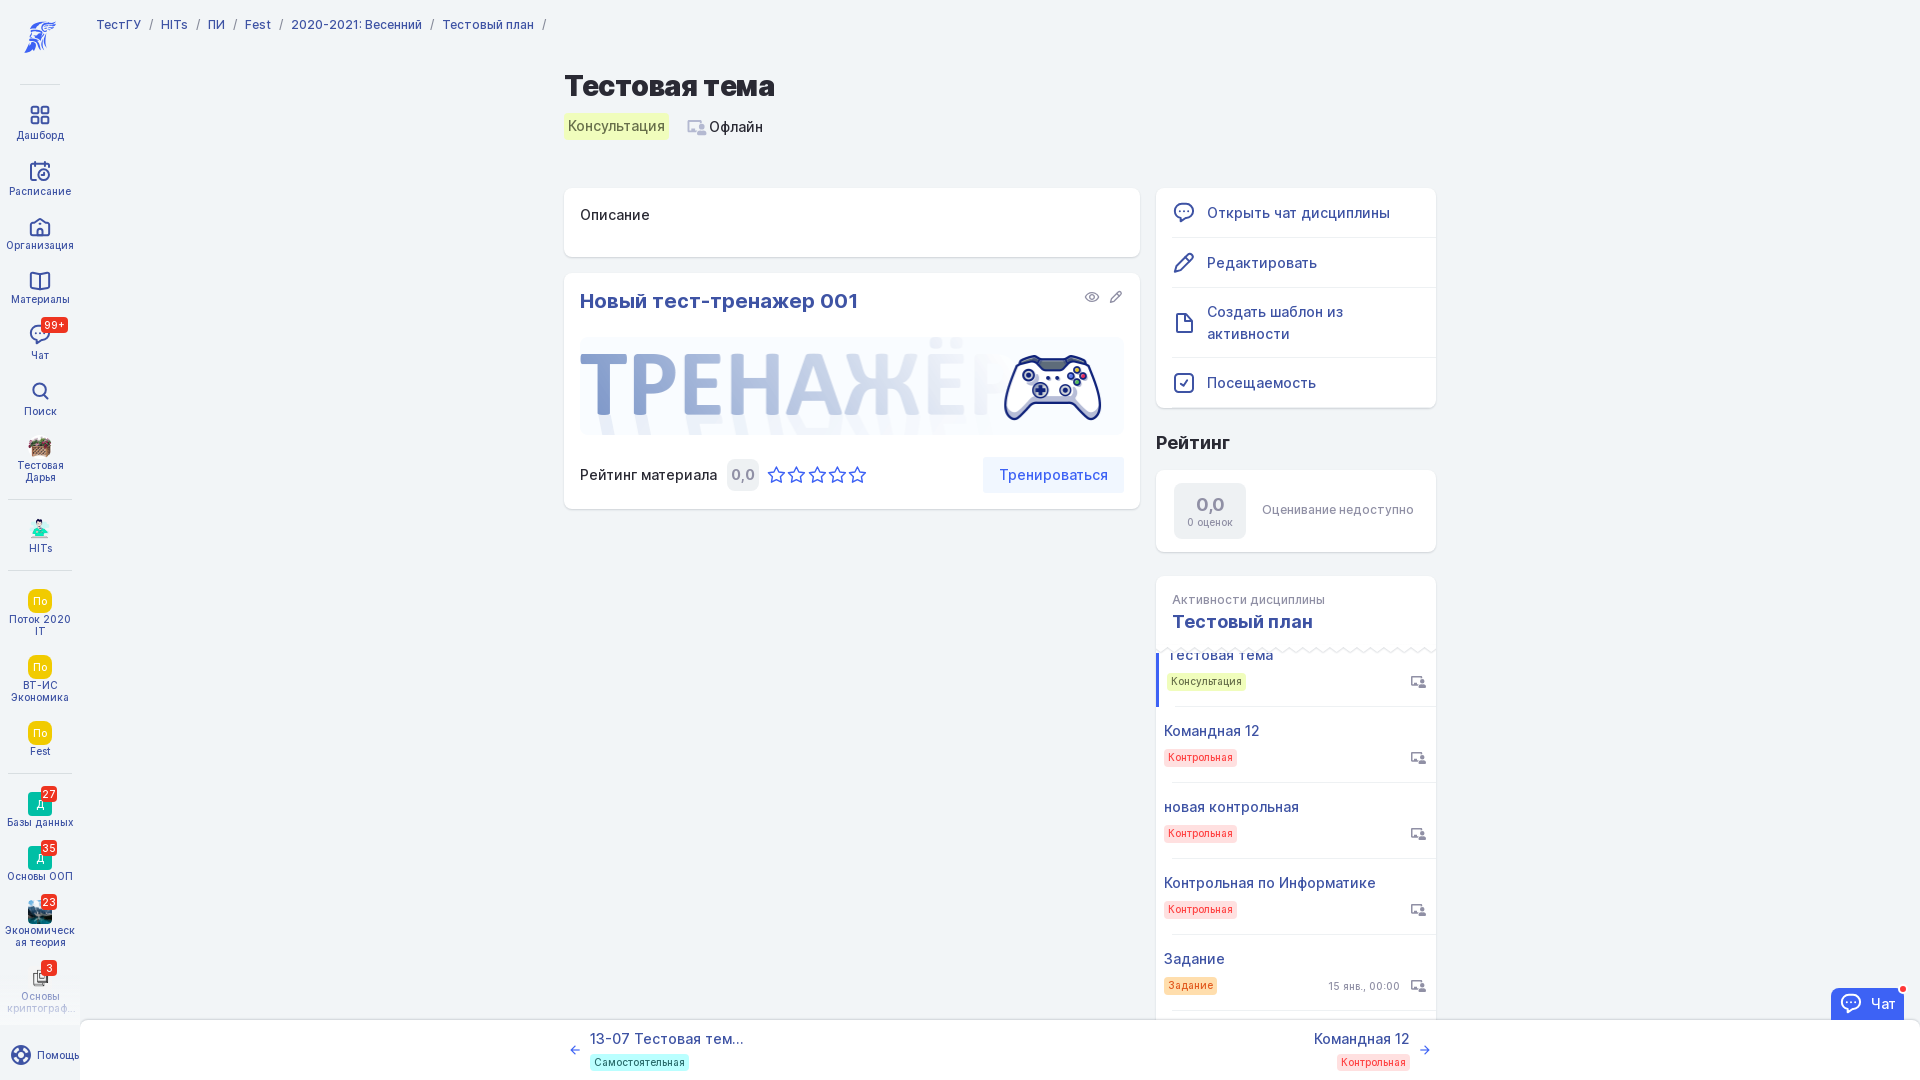 ТестГУ / HITs / ПИ / Fest / 2020-2021: Весенний / Тестовый план /
Дашборд
Расписание
Организация
Материалы
99+
Чат
Поиск
Тестовая
Дарья
HITs
По
Поток 2020
IT
По
ВТ-ИС
Экономика
По
Fest
27
Д
Базы данных
35
Д
Основы ООП
23
Экономическ
ая теория
3
Основы
криптограф...
Помощь
Тестовая тема
Консультация
Офлайн
Описание
Новый тест-тренажер 001
ТРЕНАЖЁР
Рейтинг материала 0,0
Тренироваться
Открыть чат дисциплины
Редактировать
Создать шаблон из
активности
Посещаемость
Рейтинг
0,0
0 оценок
Оценивание недоступно
Активности дисциплины
Тестовый план
Тестовая тема
Консультация
Командная 12
Контрольная
новая контрольная
Контрольная
Контрольная по Информатике
Контрольная
Задание
Задание
15 янв., 00:00
Чат
13-07 Тестовая тем...
Самостоятельная
Командная 12
Контрольная